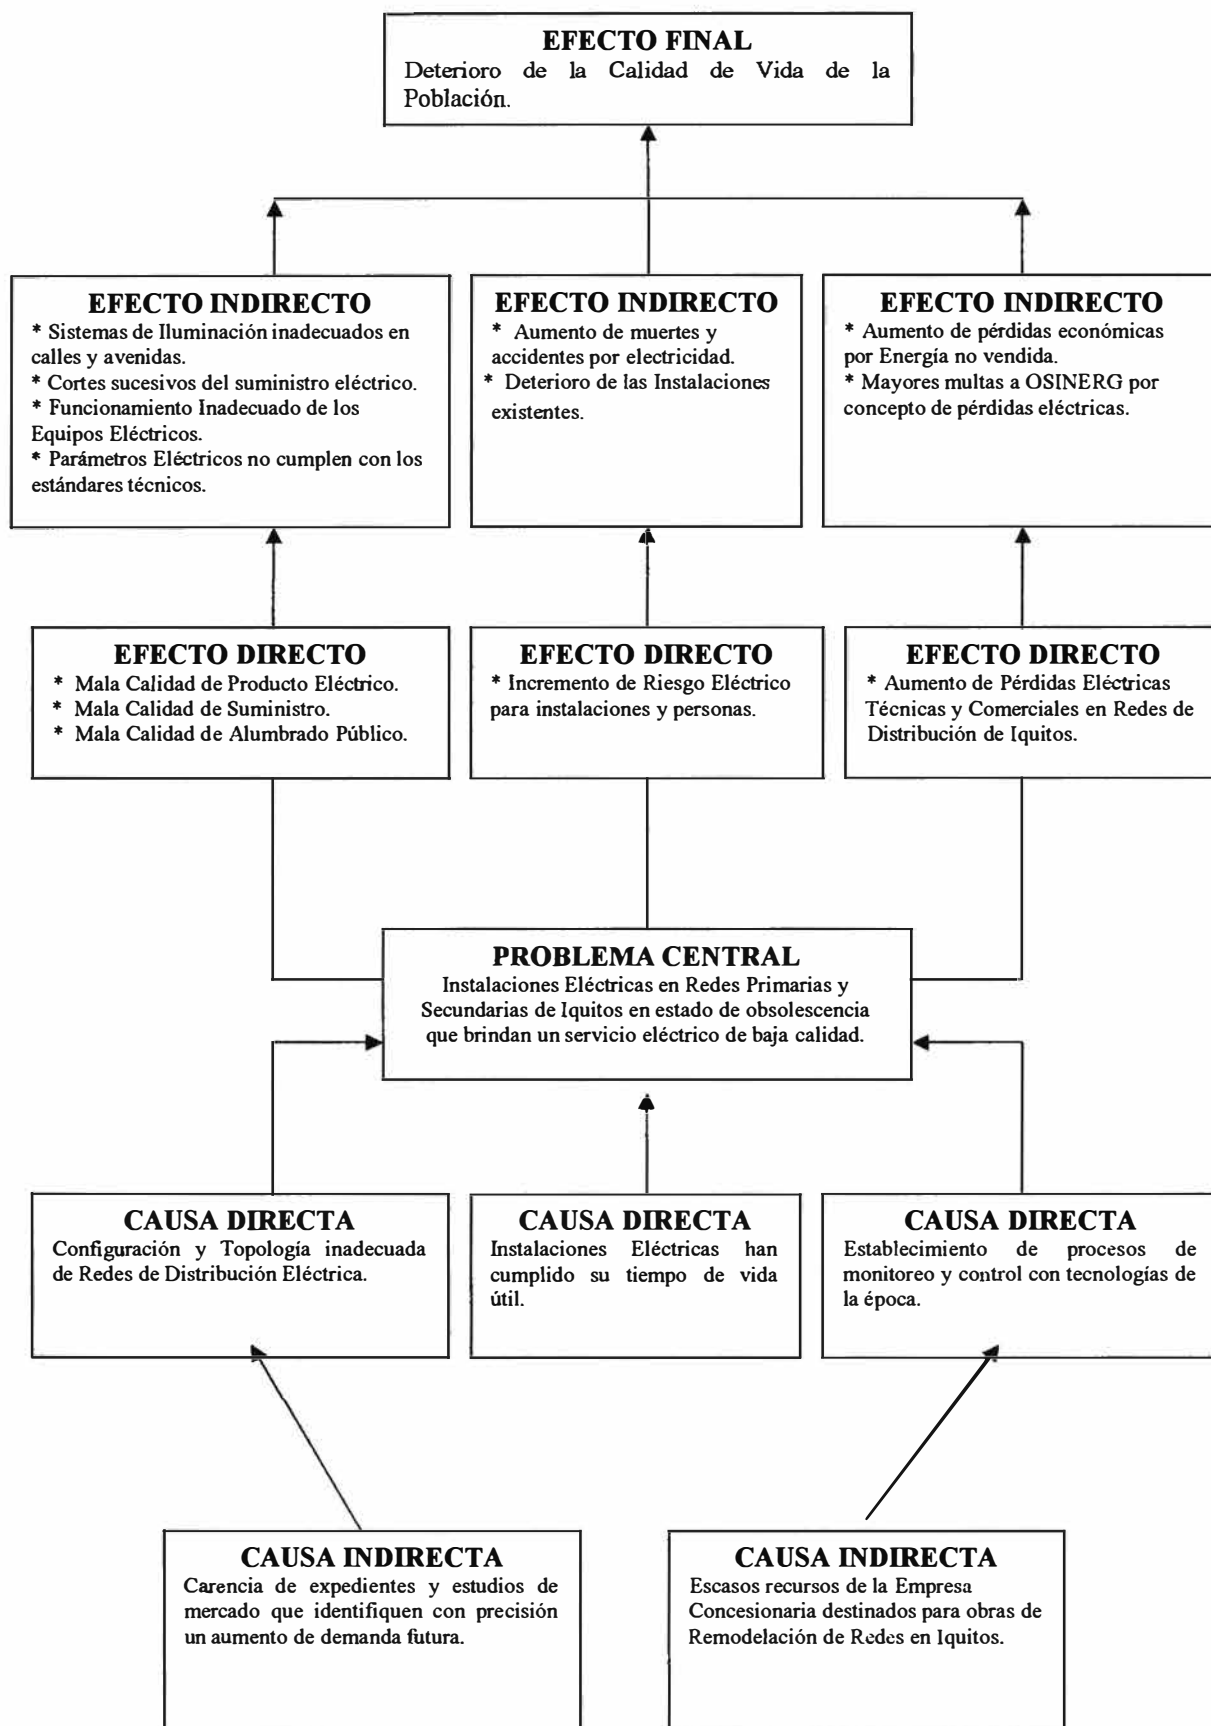 EFECTO FINAL
Deterioro de la Calidad de Vida de la
Población.
EFECTO INDIRECTO
* Sistemas de Iluminación inadecuados en
calles y avenidas.
* Cortes sucesivos del suministro eléctrico.
* Funcionamiento Inadecuado de los
Equipos Eléctricos.
* Parámetros Eléctricos no cumplen con los
estándares técnicos.
EFECTO INDIRECTO
* Aumento de muertes y
accidentes por electricidad.
* Deterioro de las Instalaciones
existentes.
EFECTO INDIRECTO
* Aumento de pérdidas económicas
por Energía no vendida.
* Mayores multas a OSINERG por
concepto de pérdidas eléctricas.
EFECTO DIRECTO
* Mala Calidad de Producto Eléctrico.
* Mala Calidad de Suministro.
* Mala Calidad de Alumbrado Público.
EFECTO DIRECTO
* Incremento de Riesgo Eléctrico
para instalaciones y personas.
EFECTO DIRECTO
* Aumento de Pérdidas Eléctricas
Técnicas y Comerciales en Redes de
Distribución de Iquitos.
PROBLEMA CENTRAL
Instalaciones Eléctricas en Redes Primarias y
Secundarias de Iquitos en estado de obsolescencia
que brindan un servicio eléctrico de baja calidad.
CAUSA DIRECTA
Configuración y Topología inadecuada
de Redes de Distribución Eléctrica.
CAUSA DIRECTA
Instalaciones Eléctricas han
cumplido su tiempo de vida
útil.
CAUSA DIRECTA
Establecimiento de procesos de
monitoreo y control con tecnologías de
la época.
CAUSA INDIRECTA
Carencia de expedientes y estudios de
mercado que identifiquen con precisión
un aumento de demanda futura.
CAUSA INDIRECTA
Escasos recursos de la Empresa
Concesionaria destinados para obras de
Remodelación de Redes en Iquitos.